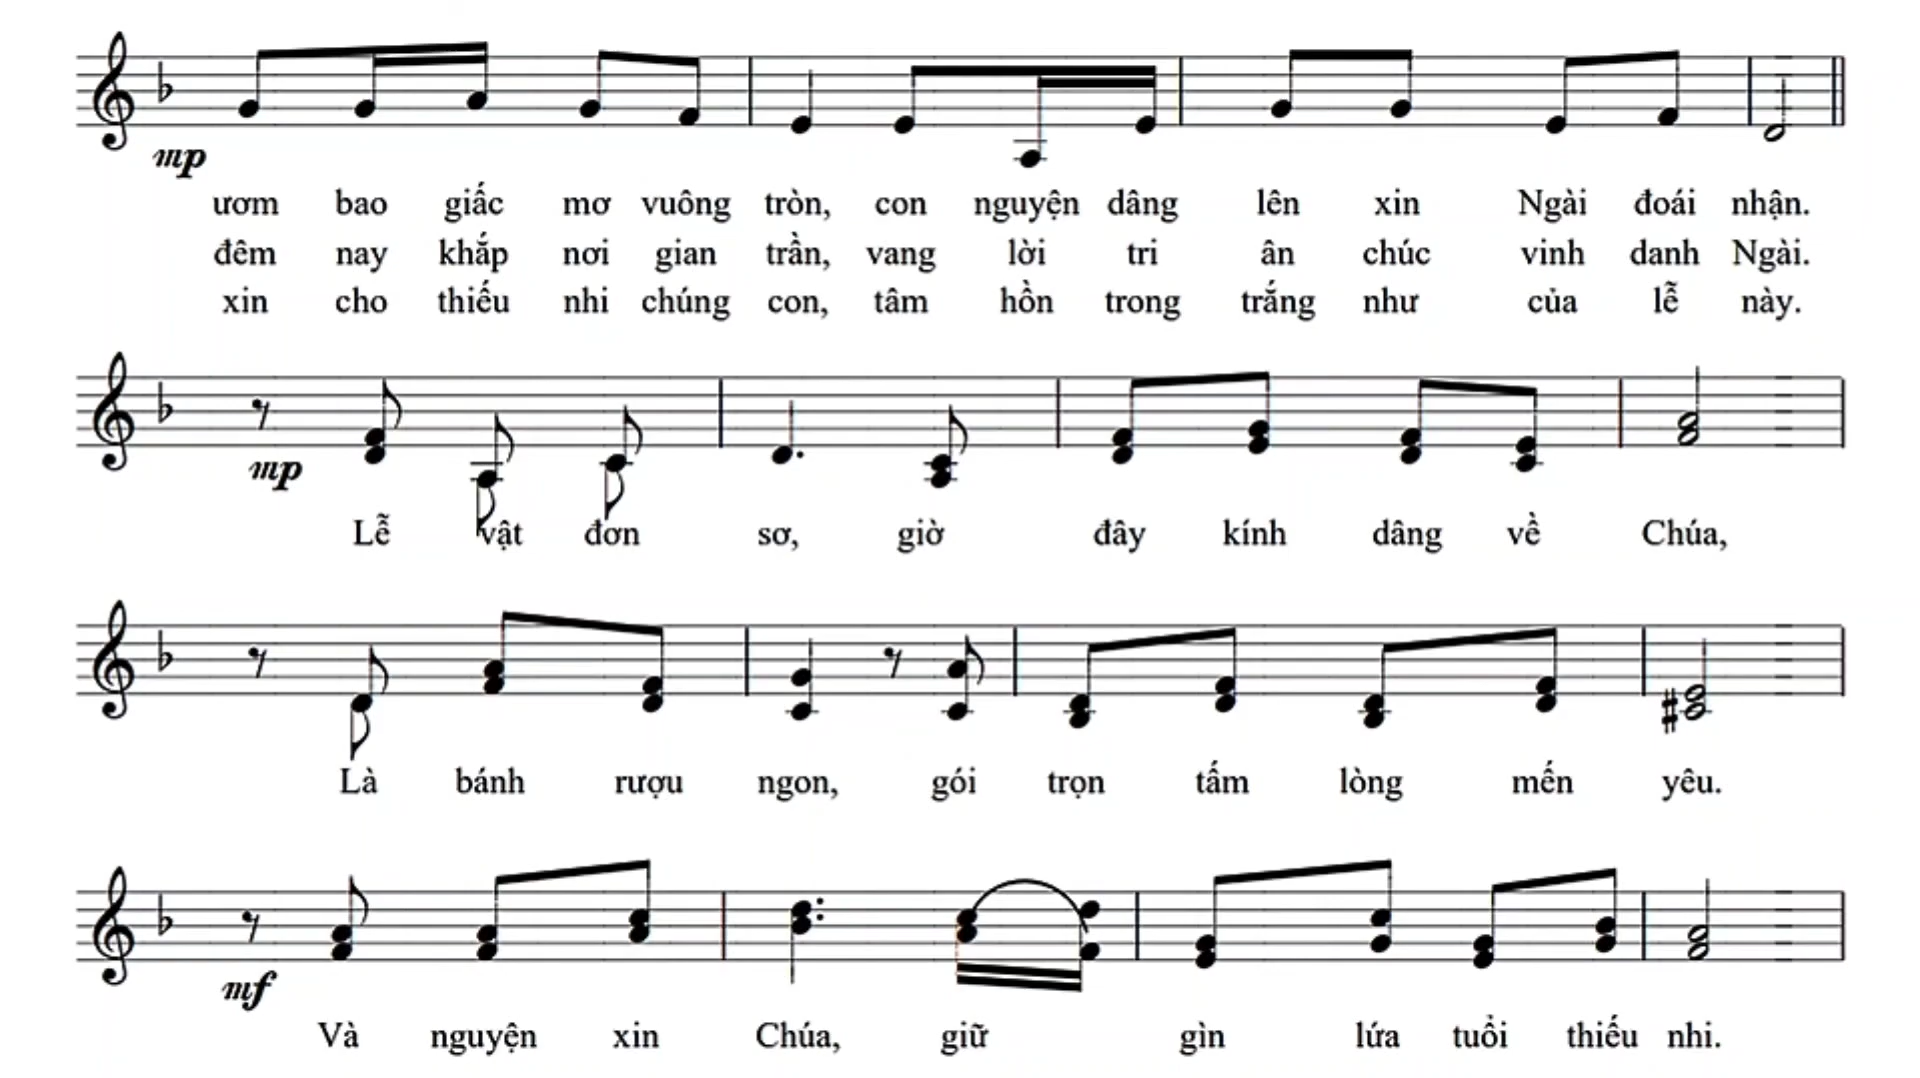 mp
ươm bao giấc mơ vuông tròn, con nguyện dâng lên xin Ngài đoái nhận.
đêm nay khắp nơi gian trần, vang lời tri ân chúc vinh danh Ngài.
xin cho thiếu nhi chúng con, tâm hồn trong trắng như của lễ này.
mp
Lễ vật đơn sơ, giờ đây kính dâng về Chúa,
Là bánh rượu ngon, gói trọn tấm lòng mến yêu.
mf
Và nguyện xin Chúa, giữ gìn lứa tuổi thiếu nhi.